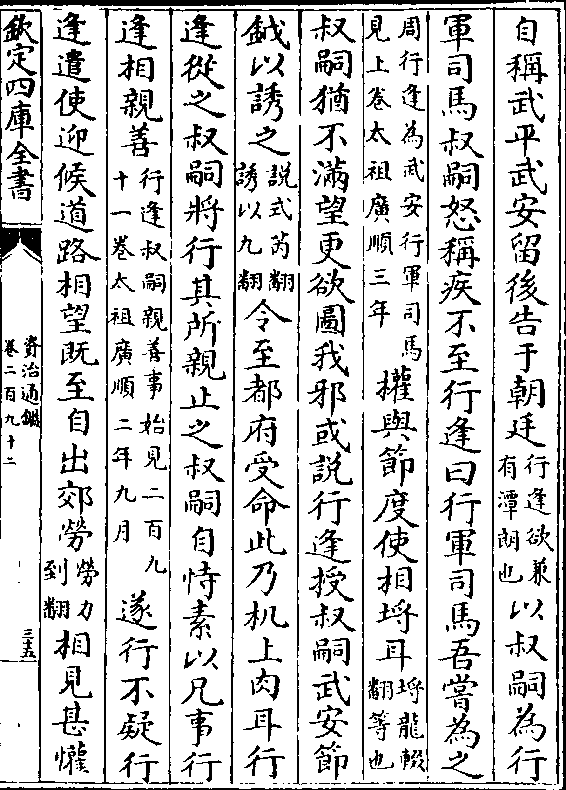 自稱武平武安留後告于朝廷行逢欲兼有潭朗也以叔嗣為行
軍司馬叔嗣怒稱疾不至行逢曰行軍司馬吾嘗為之
周行逢為武安行軍司馬見上卷太祖廣順三年權與節度使相埒耳埒龍輟翻等也
叔嗣猶不滿望更欲圖我邪或說行逢授叔嗣武安節
鉞以誘之說式芮翻誘以九翻令至都府受命此乃机上肉耳行
逢從之叔嗣將行其所親止之叔嗣自恃素以凡事行
逢相親善行逢叔嗣親善事始見二百九十一卷太祖廣順二年九月遂行不疑行
逢遣使迎候道路相望既至自出郊勞勞力到翻相見甚懽
欽定四庫全書
資治通鑑
卷二百九十二
三五